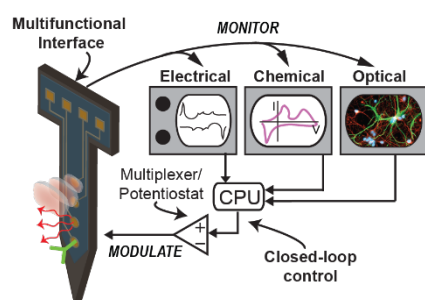 Multifunctional
Interface
MONITOR
Electrical
Chemical
Optical
I
V
Multiplexer/
Potentiostat
CPU
+
−
MODULATE
Closed-loop
control